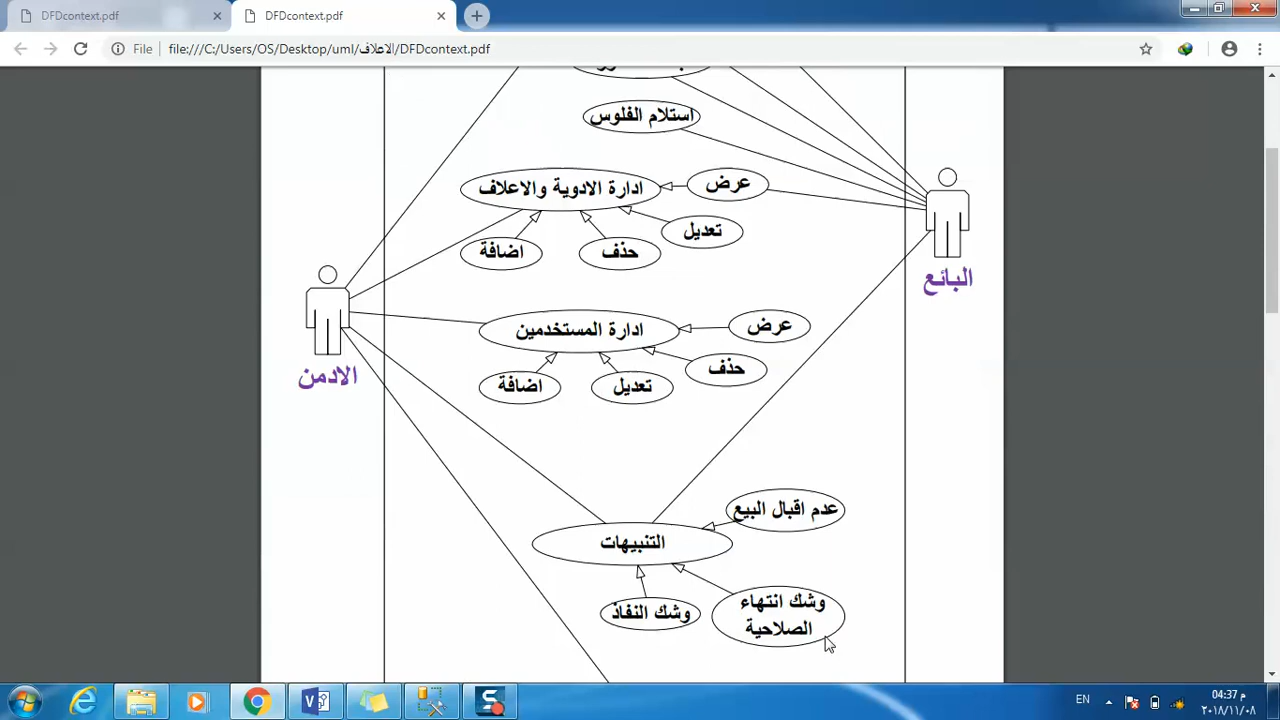 DFDcontext.pdf
DFDcontext.pdf
File
file:///C:/Users/OS/Desktop/uml/الاعلاف/DFDcontext.pdf
استلام الفلوس
ادارة الادوية والاعلاف
عرض
تعديل
حذف
اضافة
البائع
ادارة المستخدمين
عرض
حذف
تعديل
اضافة
الادمن
عدم اقبال البيع
التنبيهات
وشك انتهاء
الصلاحية
وشك النفاذ
EN
04:37 م
٢٠١٨/١١/٠٨